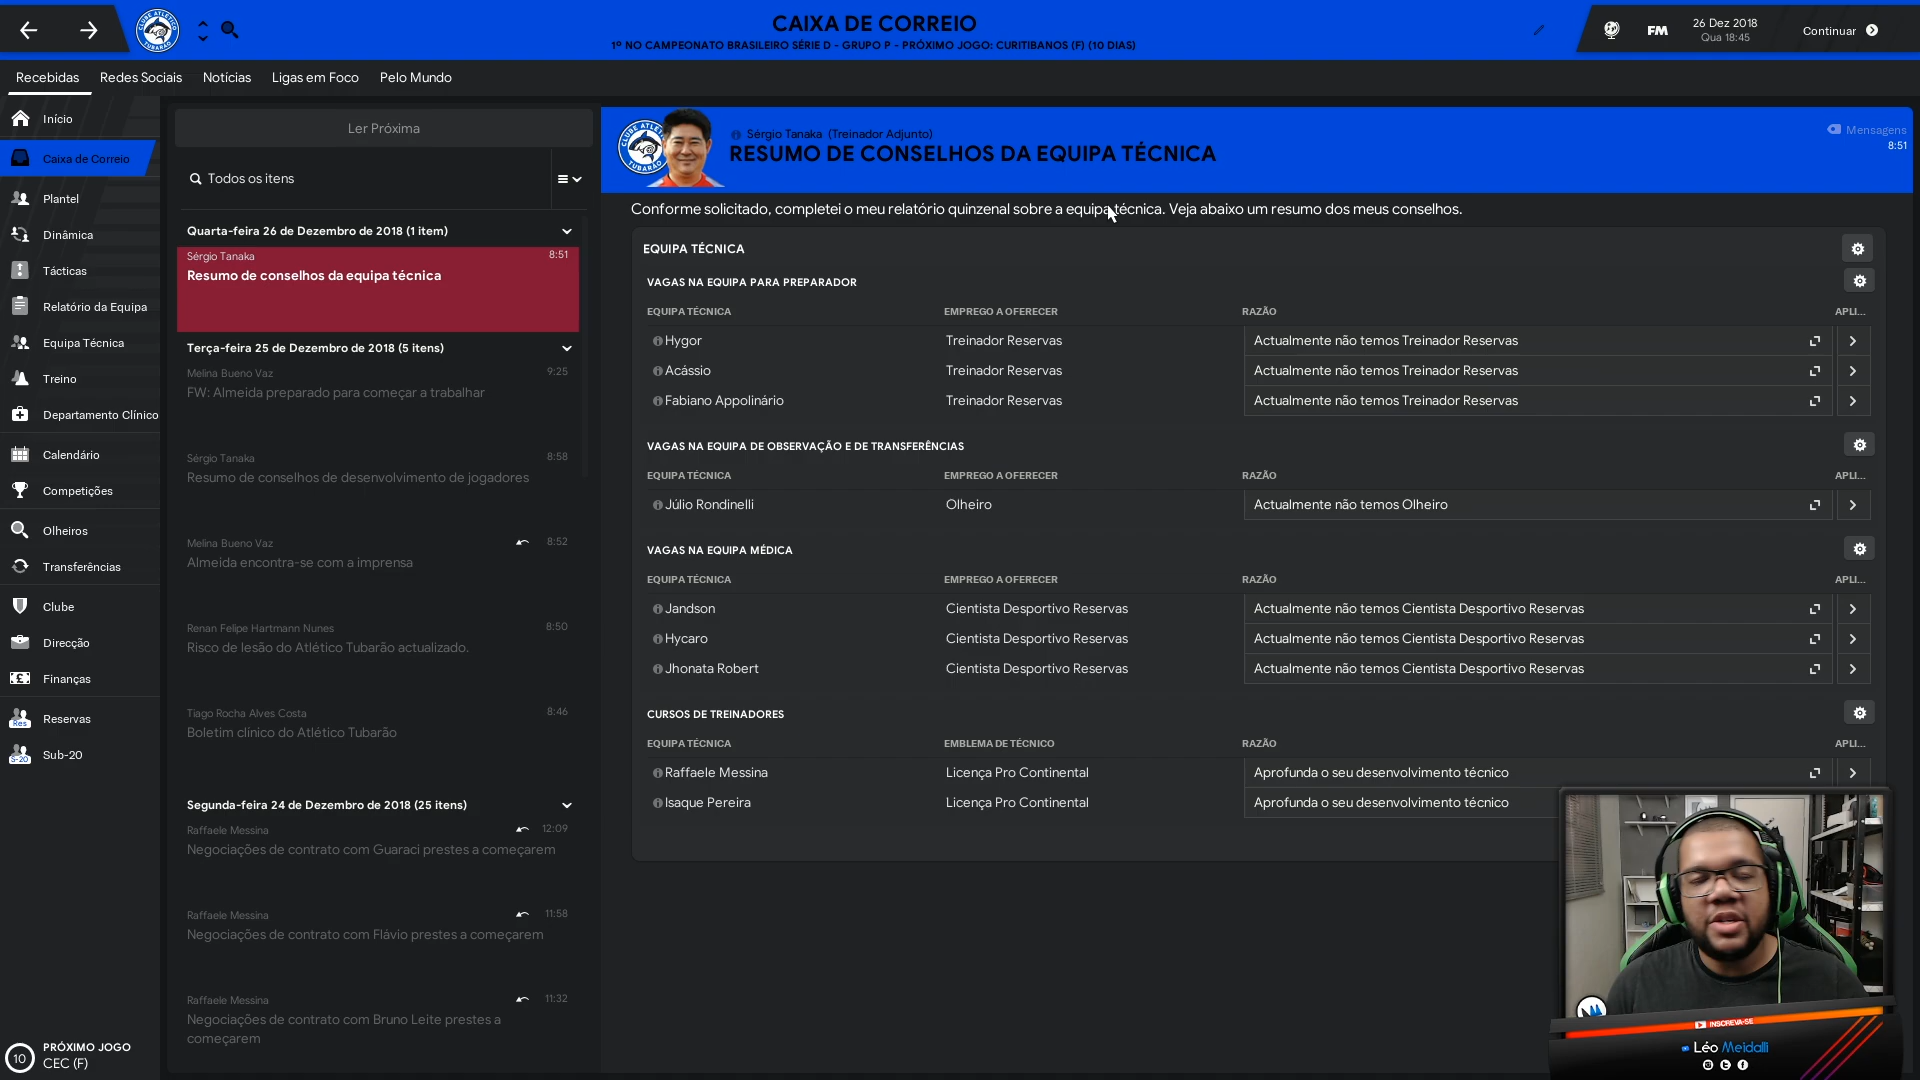 CAIXA DE CORREIO
1º NO CAMPEONATO BRASILEIRO SÉRIE D - GRUPO P - PRÓXIMO JOGO: CURITIBANOS (F) (10 DIAS)
FM
26 Dez 2018
Qua 18:45
Continuar
Recebidas
Redes Sociais
Notícias
Ligas em Foco
Pelo Mundo
Início
Caixa de Correio
Plantel
Dinâmica
Tácticas
Relatório da Equipa
Equipa Técnica
Treino
Departamento Clínico
Calendário
Competições
Olheiros
Transferências
Clube
Direcção
Finanças
Res
Reservas
S-20
Sub-20
10
PRÓXIMO JOGO
CEC (F)
Ler Próxima
Todos os itens
Quarta-feira 26 de Dezembro de 2018 (1 item)
Sérgio Tanaka
8:51
Resumo de conselhos da equipa técnica
Terça-feira 25 de Dezembro de 2018 (5 itens)
Melina Bueno Vaz
9:25
FW: Almeida preparado para começar a trabalhar
Sérgio Tanaka
8:58
Resumo de conselhos de desenvolvimento de jogadores
Melina Bueno Vaz
8:52
Almeida encontra-se com a imprensa
Renan Felipe Hartmann Nunes
8:50
Risco de lesão do Atlético Tubarão actualizado.
Tiago Rocha Alves Costa
8:46
Boletim clínico do Atlético Tubarão
Segunda-feira 24 de Dezembro de 2018 (25 itens)
Raffaele Messina
12:09
Negociações de contrato com Guaraci prestes a começarem
Raffaele Messina
11:58
Negociações de contrato com Flávio prestes a começarem
Raffaele Messina
11:32
Negociações de contrato com Bruno Leite prestes a
começarem
CLUBE ATLÉTICO
TUBARÃO
Sérgio Tanaka (Treinador Adjunto)
RESUMO DE CONSELHOS DA EQUIPA TÉCNICA
Mensagens
8:51
Conforme solicitado, completei o meu relatório quinzenal sobre a equipa técnica. Veja abaixo um resumo dos meus conselhos.
EQUIPA TÉCNICA
VAGAS NA EQUIPA PARA PREPARADOR
EQUIPA TÉCNICA EMPREGO A OFERECER RAZÃO APLI...
Hygor Treinador Reservas Actualmente não temos Treinador Reservas
Acássio Treinador Reservas Actualmente não temos Treinador Reservas
Fabiano Appolinário Treinador Reservas Actualmente não temos Treinador Reservas
VAGAS NA EQUIPA DE OBSERVAÇÃO E DE TRANSFERÊNCIAS
EQUIPA TÉCNICA EMPREGO A OFERECER RAZÃO APLI...
Júlio Rondinelli Olheiro Actualmente não temos Olheiro
VAGAS NA EQUIPA MÉDICA
EQUIPA TÉCNICA EMPREGO A OFERECER RAZÃO APLI...
Jandson Cientista Desportivo Reservas Actualmente não temos Cientista Desportivo Reservas
Hycaro Cientista Desportivo Reservas Actualmente não temos Cientista Desportivo Reservas
Jhonata Robert Cientista Desportivo Reservas Actualmente não temos Cientista Desportivo Reservas
CURSOS DE TREINADORES
EQUIPA TÉCNICA EMBLEMA DE TÉCNICO RAZÃO APLI...
Raffaele Messina Licença Pro Continental Aprofunda o seu desenvolvimento técnico
Isaque Pereira Licença Pro Continental Aprofunda o seu desenvolvimento técnico
INSCREVA-SE
Léo Meidalli